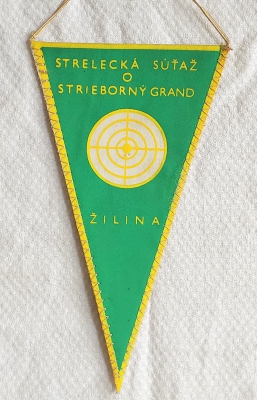 STRELECKÁ SÚŤAŽ
O
STRIEBORNÝ GRAND
ŽILINA